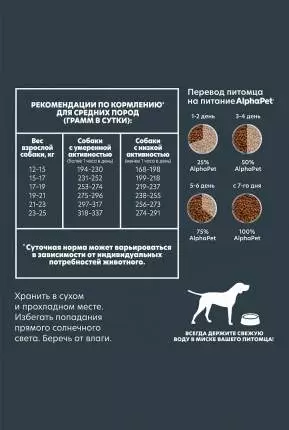 РЕКОМЕНДАЦИИ ПО КОРМЛЕНИЮ*
ДЛЯ СРЕДНИХ ПОРОД
(ГРАММ В СУТКИ):
Вес взрослой собаки, кг | Собаки с умеренной активностью (более 1 часа в день) | Собаки с низкой активностью (менее 1 часа в день)
12-15 194-230 168-198
15-17 231-252 199-218
17-19 253-274 219-237
19-21 275-296 238-255
21-23 297-317 256-273
23-25 318-337 274-291
*Суточная норма может варьироваться
в зависимости от индивидуальных
потребностей животного.
Перевод питомца
на питание AlphaPet®
1-2 день 3-4 день
25% AlphaPet 50% AlphaPet
5-6 день с 7-го дня
75% AlphaPet 100% AlphaPet
Хранить в сухом
и прохладном месте.
Избегать попадания
прямого солнечного
света. Беречь от влаги.
ВСЕГДА ДЕРЖИТЕ СВЕЖУЮ
ВОДУ В МИСКЕ ВАШЕГО ПИТОМЦА!